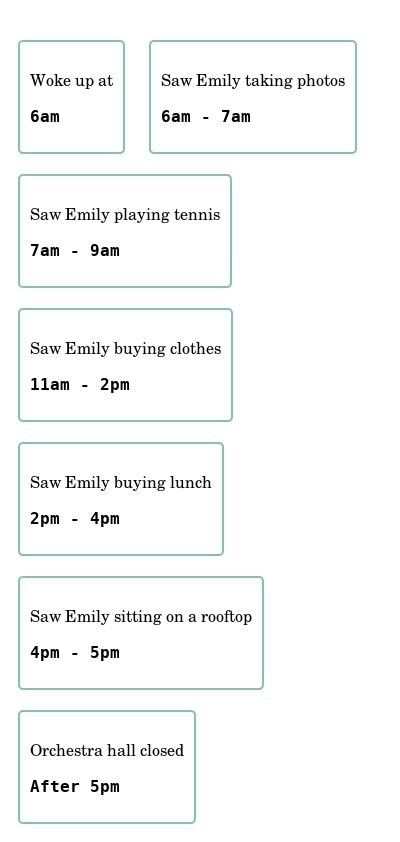 Woke up at
6am
Saw Emily taking photos
6am - 7am
Saw Emily playing tennis
7am - 9am
Saw Emily buying clothes
11am - 2pm
Saw Emily buying lunch
2pm - 4pm
Saw Emily sitting on a rooftop
4pm - 5pm
Orchestra hall closed
After 5pm